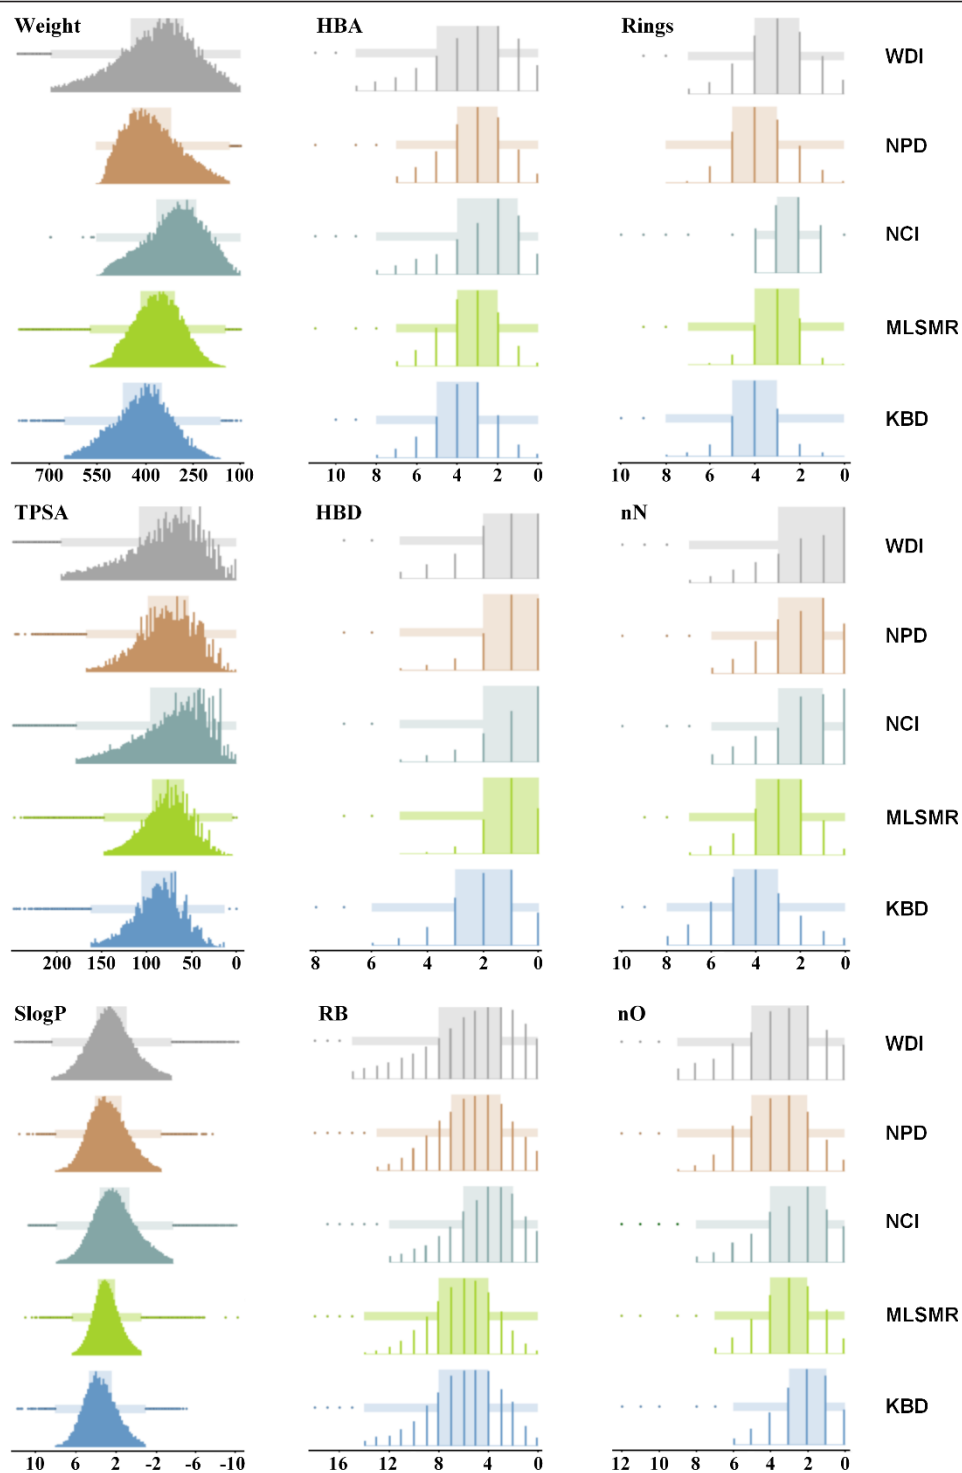 Weight HBA Rings
WDI
NPD
NCI
MLSMR
KBD
700 550 400 250 100 10 8 6 4 2 0 10 8 6 4 2 0
TPSA HBD nN
WDI
NPD
NCI
MLSMR
KBD
200 150 100 50 0 8 6 4 2 0 10 8 6 4 2 0
SlogP RB nO
WDI
NPD
NCI
MLSMR
KBD
10 6 2 -2 -6 -10 16 12 8 4 0 12 10 8 6 4 2 0